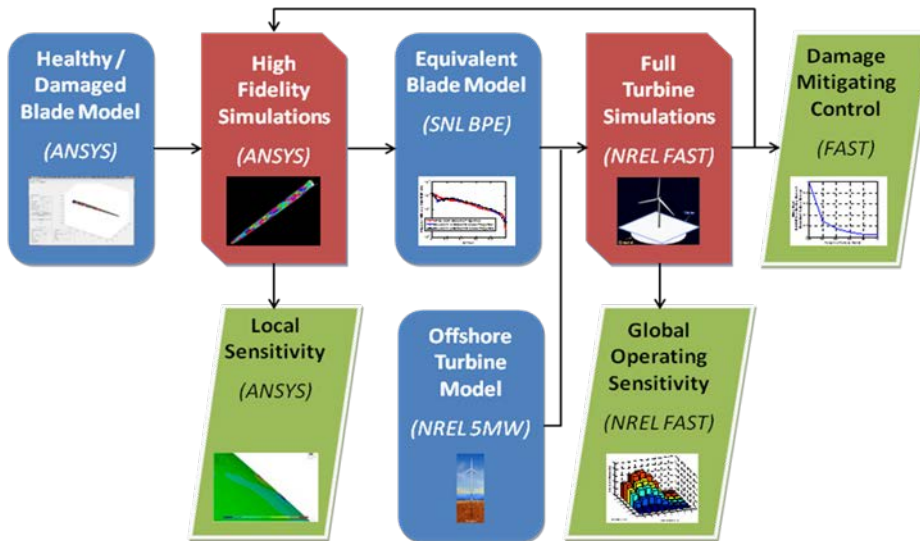 Healthy /
Damaged
Blade Model
(ANSYS)
High
Fidelity
Simulations
(ANSYS)
Equivalent
Blade Model
(SNL BPE)
Full
Turbine
Simulations
(NREL FAST)
Damage
Mitigating
Control
(FAST)
Local
Sensitivity
(ANSYS)
Offshore
Turbine
Model
(NREL 5MW)
Global
Operating
Sensitivity
(NREL FAST)